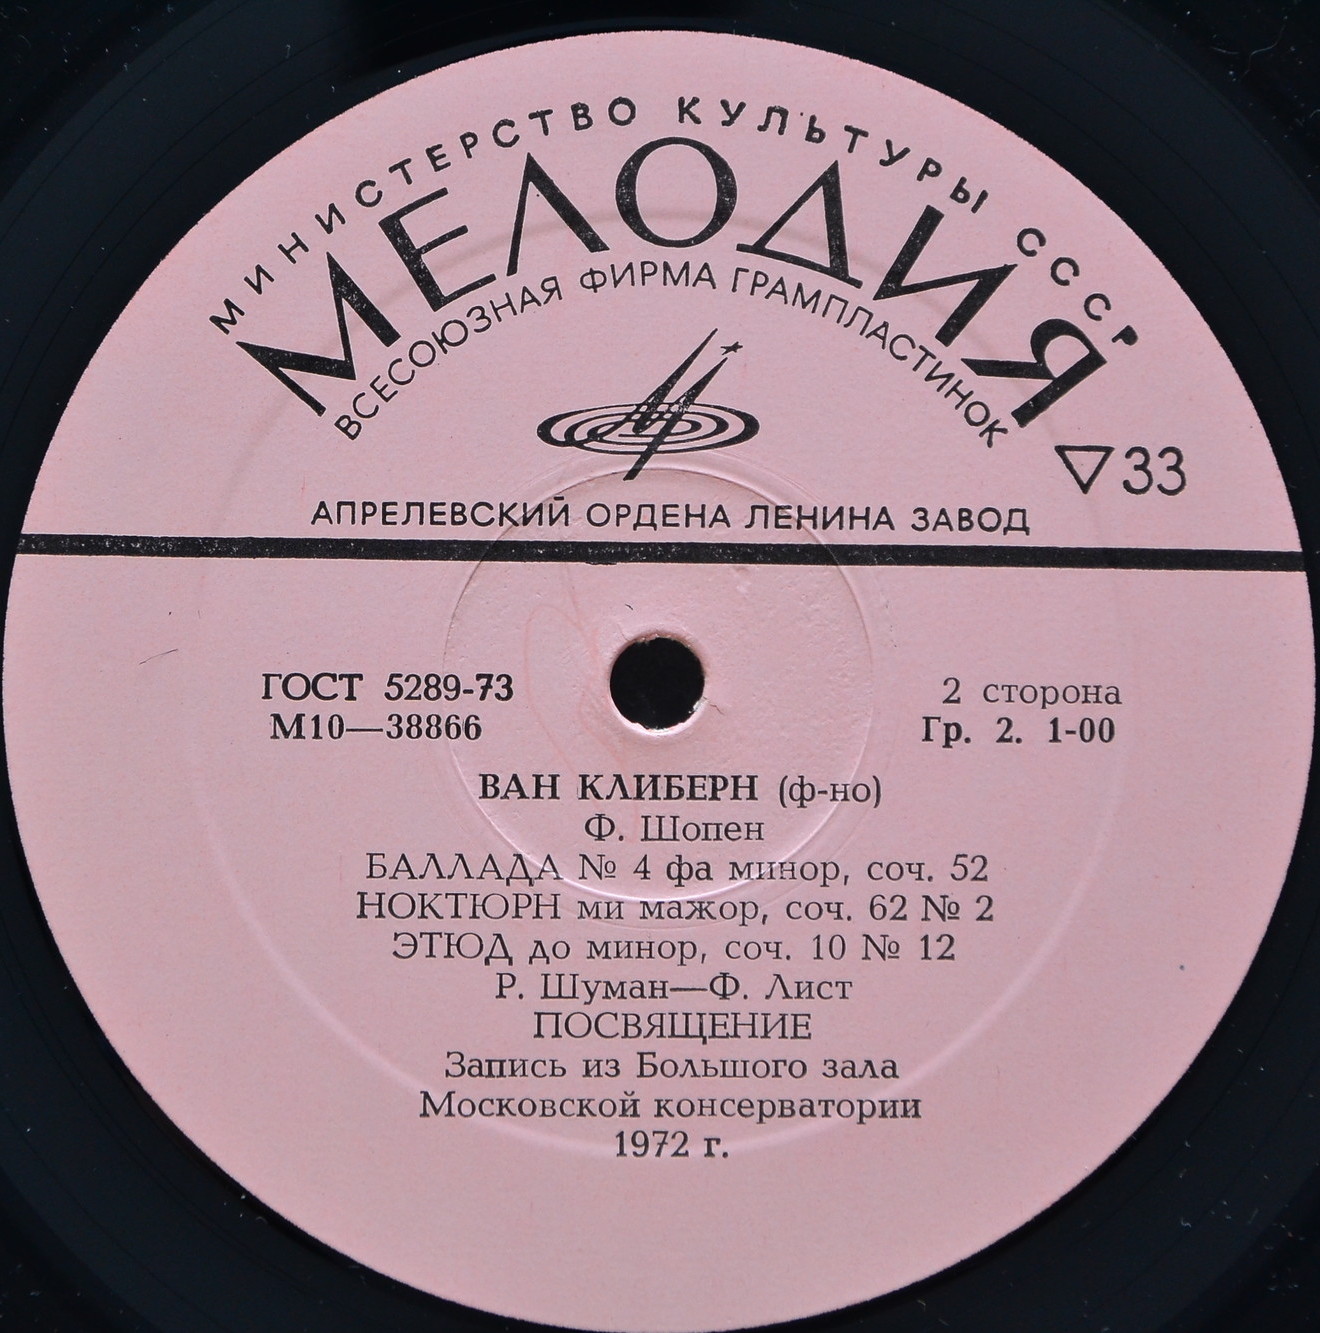 МИНИСТЕРСТВО КУЛЬТУРЫ СССР
МЕЛОДИЯ
ВСЕСОЮЗНАЯ ФИРМА ГРАМПЛАСТИНОК
▽33
АПРЕЛЕВСКИЙ ОРДЕНА ЛЕНИНА ЗАВОД
ГОСТ 5289-73
М10—38866
2 сторона
Гр. 2. 1-00
ВАН КЛИБЕРН (ф-но)
Ф. Шопен
БАЛЛАДА № 4 фа минор, соч. 52
НОКТЮРН ми мажор, соч. 62 № 2
ЭТЮД до минор, соч. 10 № 12
Р. Шуман—Ф. Лист
ПОСВЯЩЕНИЕ
Запись из Большого зала
Московской консерватории
1972 г.